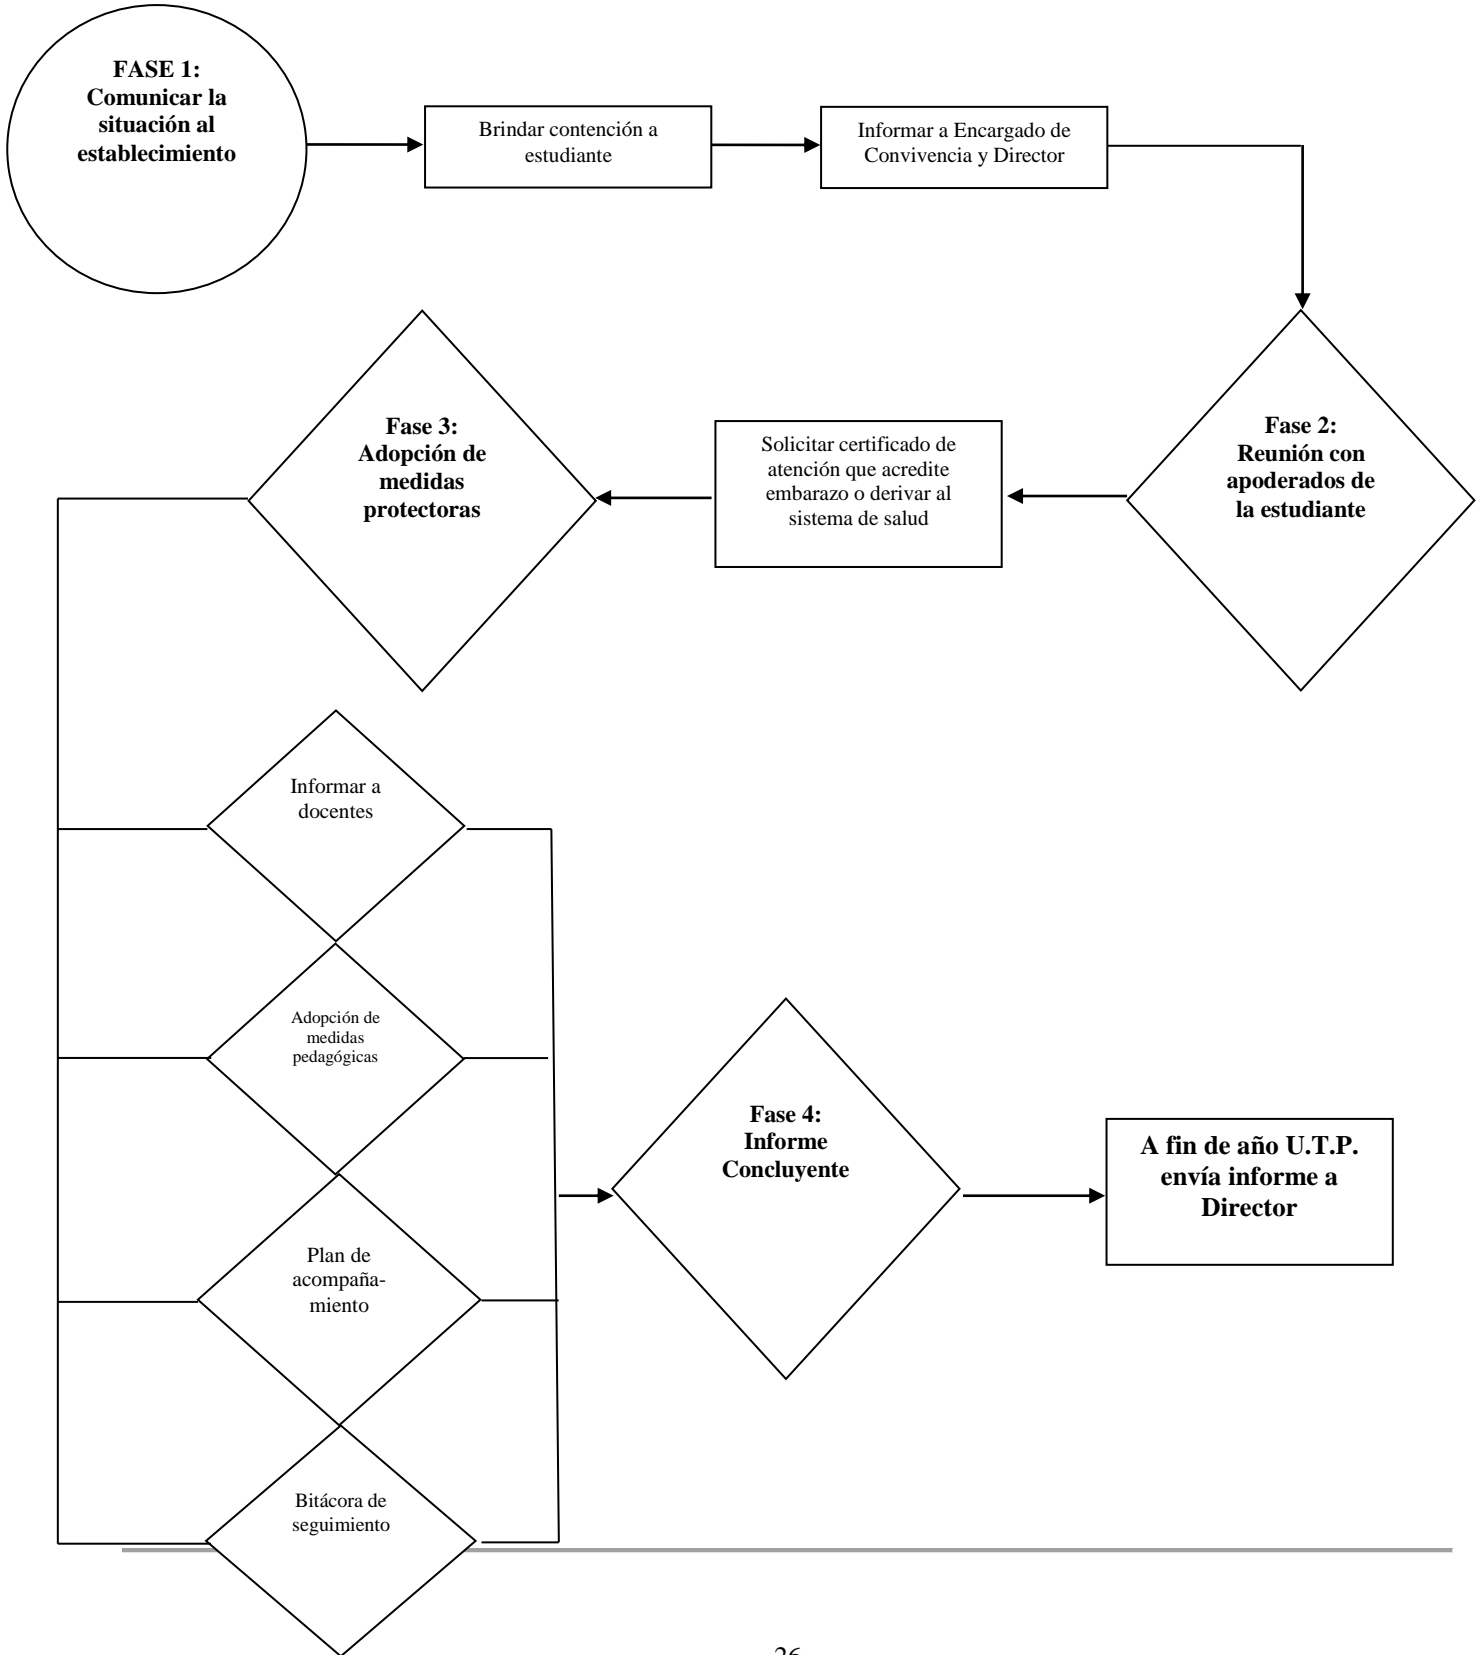 FASE 1:
Comunicar la
situación al
establecimiento
Brindar contención a
estudiante
Informar a Encargado de
Convivencia y Director
Fase 2:
Reunión con
apoderados de
la estudiante
Solicitar certificado de
atención que acredite
embarazo o derivar al
sistema de salud
Fase 3:
Adopción de
medidas
protectoras
Informar a
docentes
Adopción de
medidas
pedagógicas
Plan de
acompaña-
miento
Bitácora de
seguimiento
Fase 4:
Informe
Concluyente
A fin de año U.T.P.
envía informe a
Director
26